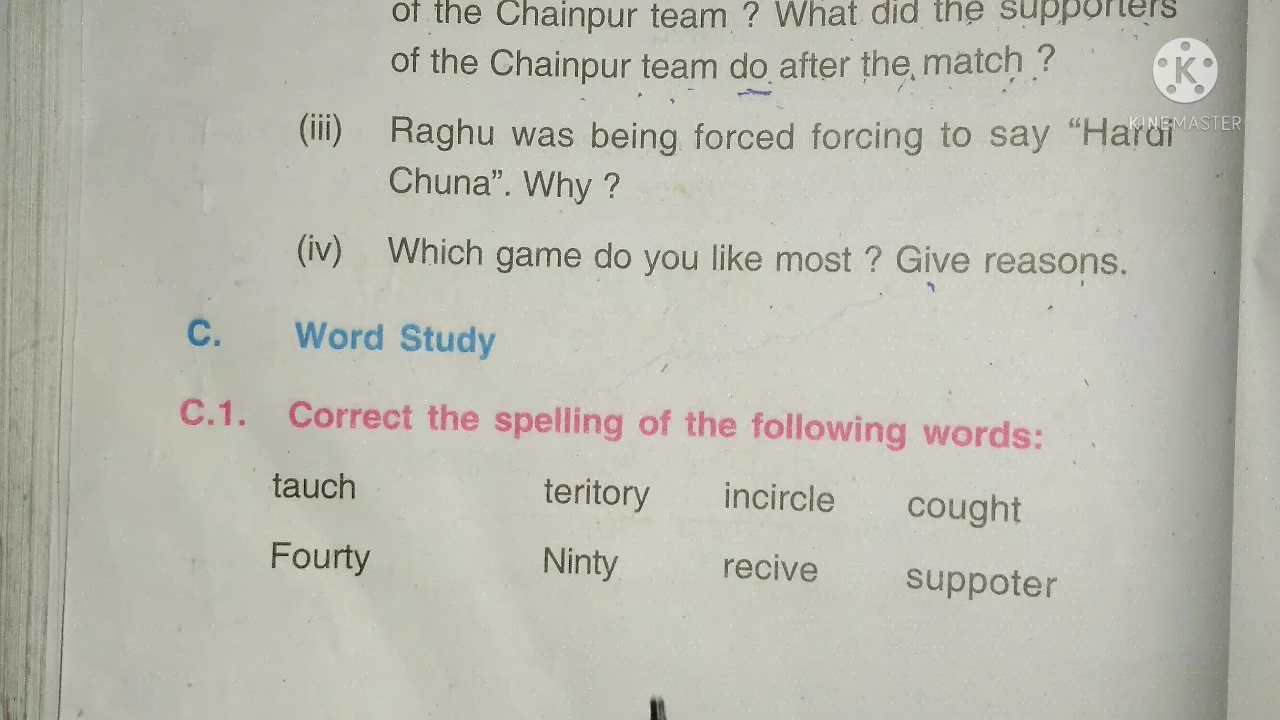 of the Chainpur team ? What did the supporters
of the Chainpur team do after the match ?
K
KINEMASTER
(iii) Raghu was being forced forcing to say “Hardi
Chuna”. Why ?
(iv) Which game do you like most ? Give reasons.
C. Word Study
C.1. Correct the spelling of the following words:
tauch teritory incircle cought
Fourty Ninty recive suppoter